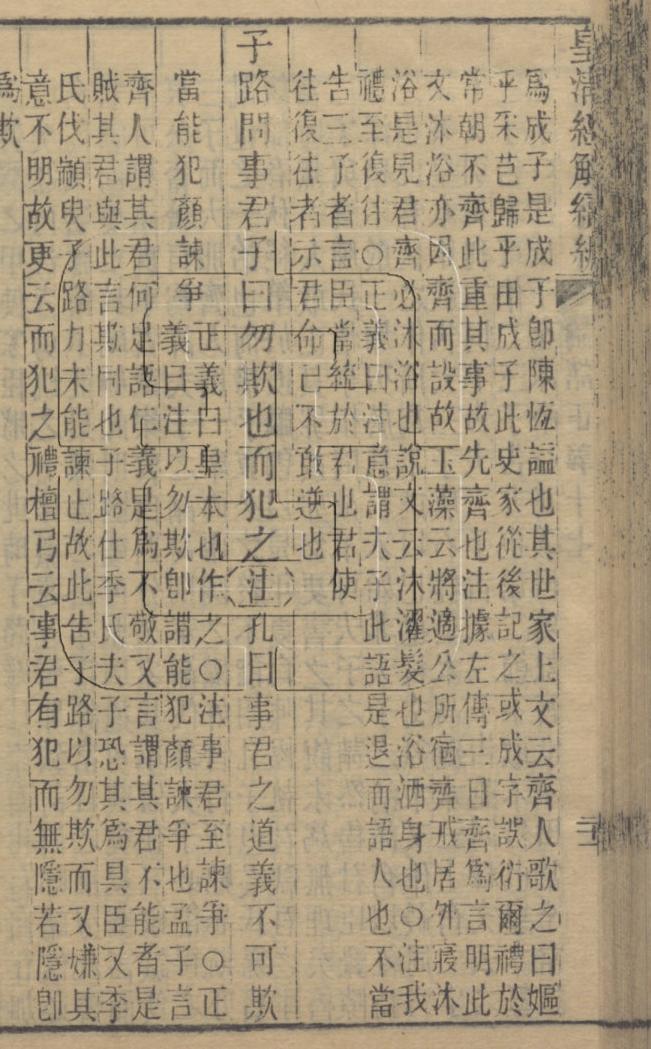 皇清經解續編
爲成子是成子卽陳恆諡也其世家上文云齊人歌之曰嫗
乎采芑歸乎田成子此史家從後記之或成字誤衍爾禮於
常朝不齊此重其事故先齊也注據左傳三日齊爲言明此
文沐浴亦因齊而設故玉藻云將適公所宿齊戒居外寢沐
浴是見君齊必沐浴也說文云沐濯髮也浴洒身也○注我
禮至復往○正義曰注意謂夫子此語是退而語人也不當
告三子者言臣當統於君也君使
往復往者示君命已不敢逆也
子路問事君子曰勿欺也而犯之注孔曰事君之道義不可欺
當能犯顏諫爭正義曰皇本也作之○注事君至諫爭○正
義曰注以勿欺卽謂能犯顏諫爭也孟子言
齊人謂其君何足語仁義是爲不敬又言謂其君不能者是
賊其君與此言欺同也子路仕季氏夫子恐其爲具臣又季
氏伐顓臾子路力未能諫止故此告子路以勿欺而又嫌其
意不明故更云而犯之禮檀弓云事君有犯而無隱若隱卽
爲欺